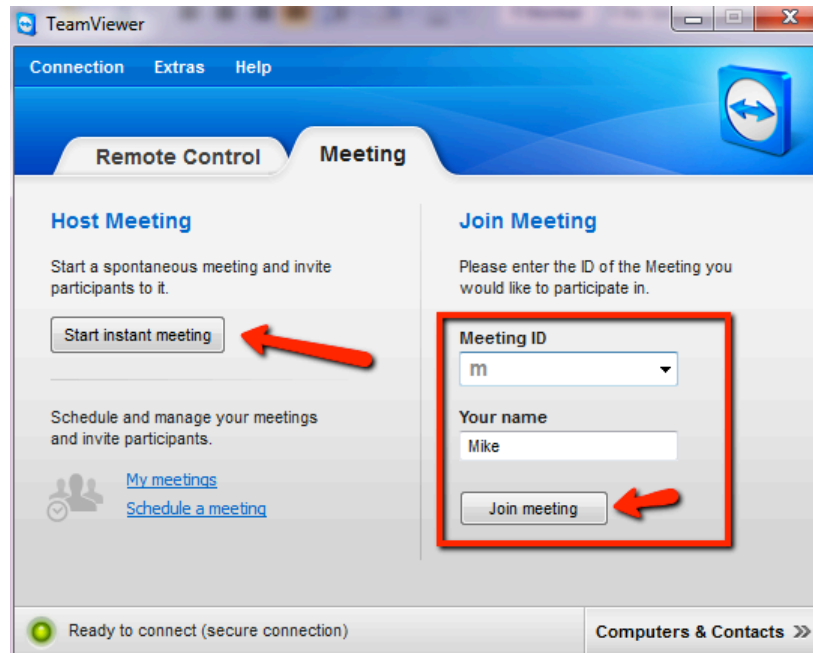 TeamViewer
Connection Extras Help
Remote Control Meeting
Host Meeting
Start a spontaneous meeting and invite
participants to it.
Start instant meeting
Schedule and manage your meetings
and invite participants.
My meetings
Schedule a meeting
Join Meeting
Please enter the ID of the Meeting you
would like to participate in.
Meeting ID
m
Your name
Mike
Join meeting
Ready to connect (secure connection)
Computers & Contacts